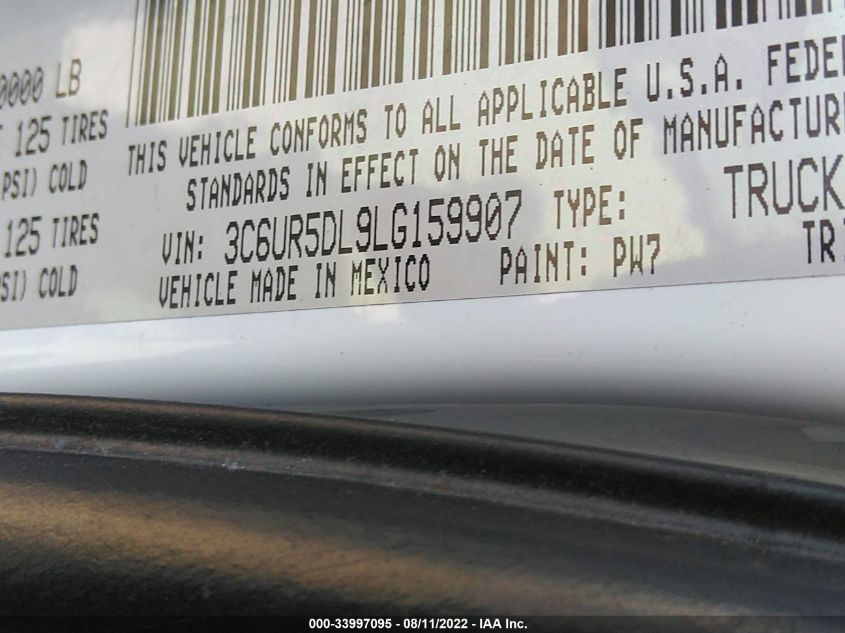 0000 LB
125 TIRES
PSI) COLD
125 TIRES
SI) COLD
THIS VEHICLE CONFORMS TO ALL APPLICABLE U.S.A. FEDE
STANDARDS IN EFFECT ON THE DATE OF MANUFACTUR
VIN: 3C6UR5DL9LG159907 TYPE: TRUCK
VEHICLE MADE IN MEXICO PAINT: PW7 TR
000-33997095 - 08/11/2022 - IAA Inc.